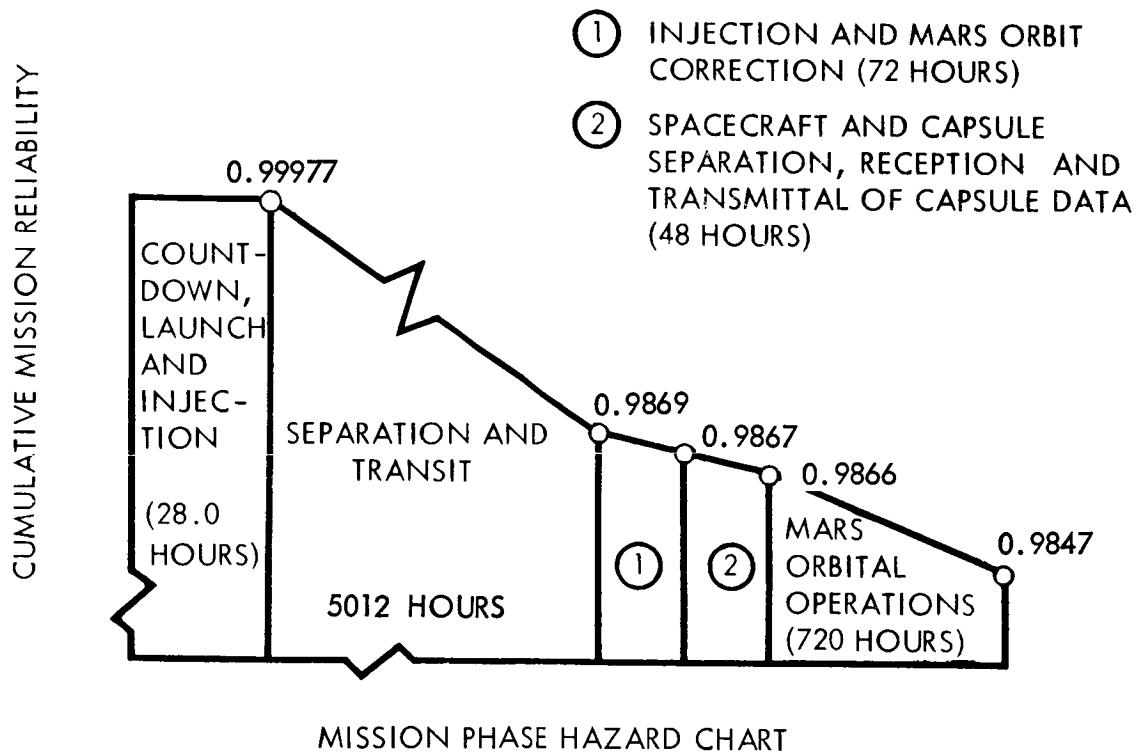 ① INJECTION AND MARS ORBIT
CORRECTION (72 HOURS)
② SPACECRAFT AND CAPSULE
SEPARATION, RECEPTION AND
TRANSMITTAL OF CAPSULE DATA
(48 HOURS)
CUMULATIVE MISSION RELIABILITY
0.99977
COUNT-
DOWN,
LAUNCH
AND
INJEC-
TION
(28.0
HOURS)
SEPARATION AND
TRANSIT
5012 HOURS
0.9869
0.9867
0.9866
0.9847
①
②
MARS
ORBITAL
OPERATIONS
(720 HOURS)
MISSION PHASE HAZARD CHART